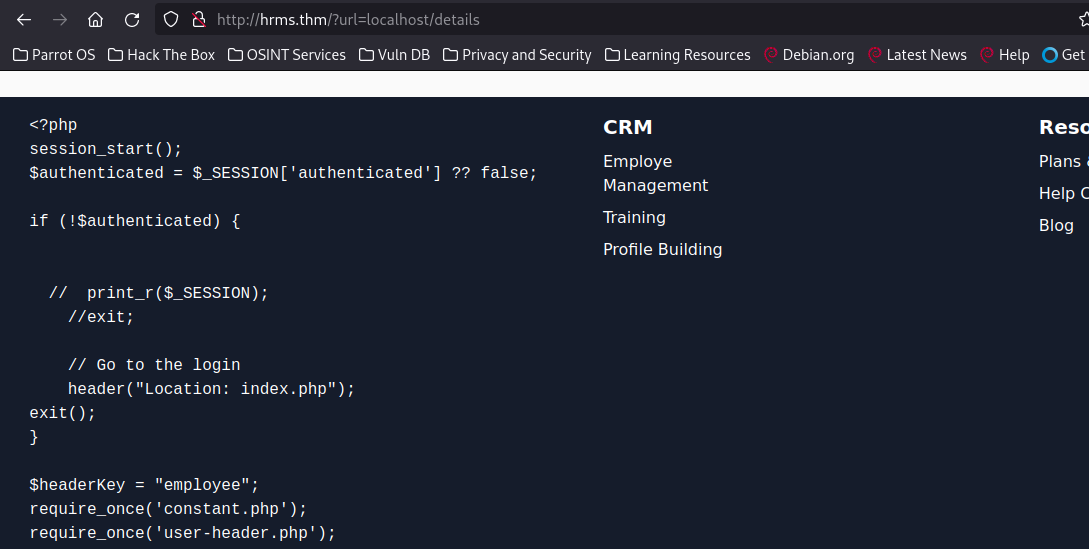 http://hrms.thm/?url=localhost/details
Parrot OS Hack The Box OSINT Services Vuln DB Privacy and Security Learning Resources Debian.org Latest News Help Get
<?php
session_start();
$authenticated = $_SESSION['authenticated'] ?? false;
if (!$authenticated) {
//  print_r($_SESSION);
//exit;
// Go to the login
header("Location: index.php");
exit();
}
$headerKey = "employee";
require_once('constant.php');
require_once('user-header.php');
CRM
Employe
Management
Training
Profile Building
Reso
Plans &
Help C
Blog